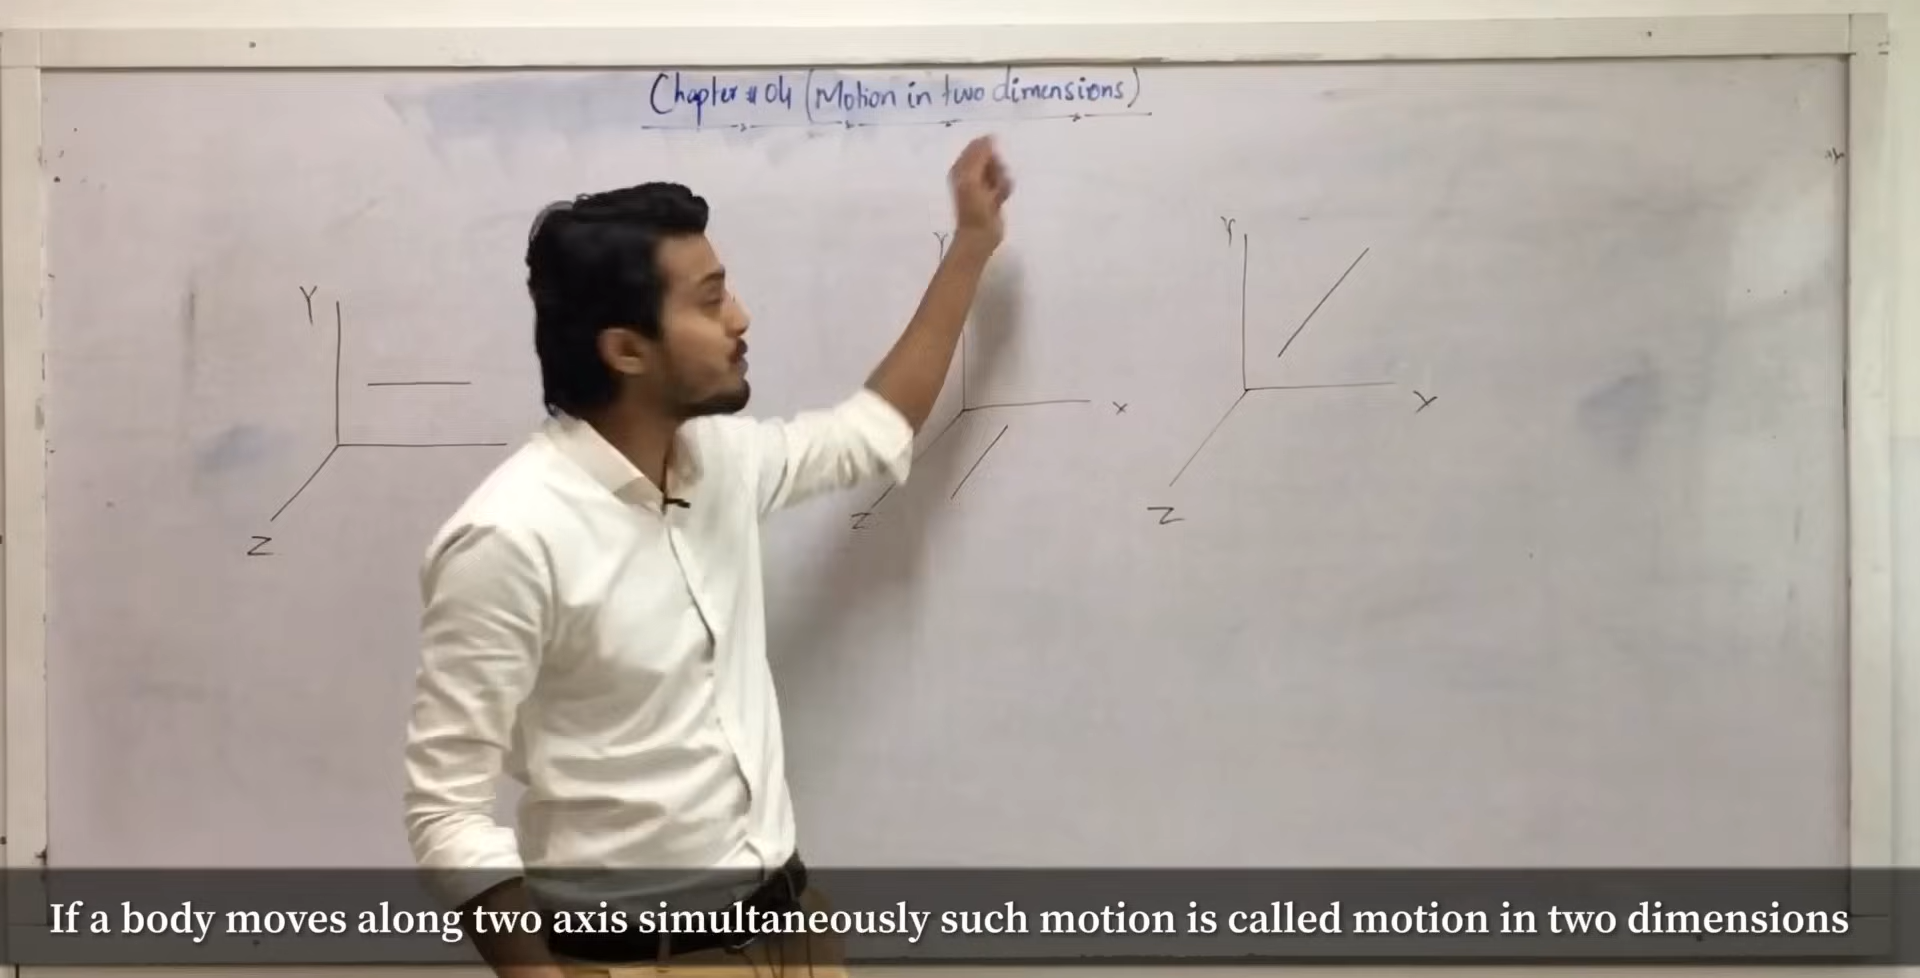 Chapter # 04 (Motion in two dimensions)
Y
Z
Y
x
Z
Y
X
Z
If a body moves along two axis simultaneously such motion is called motion in two dimensions